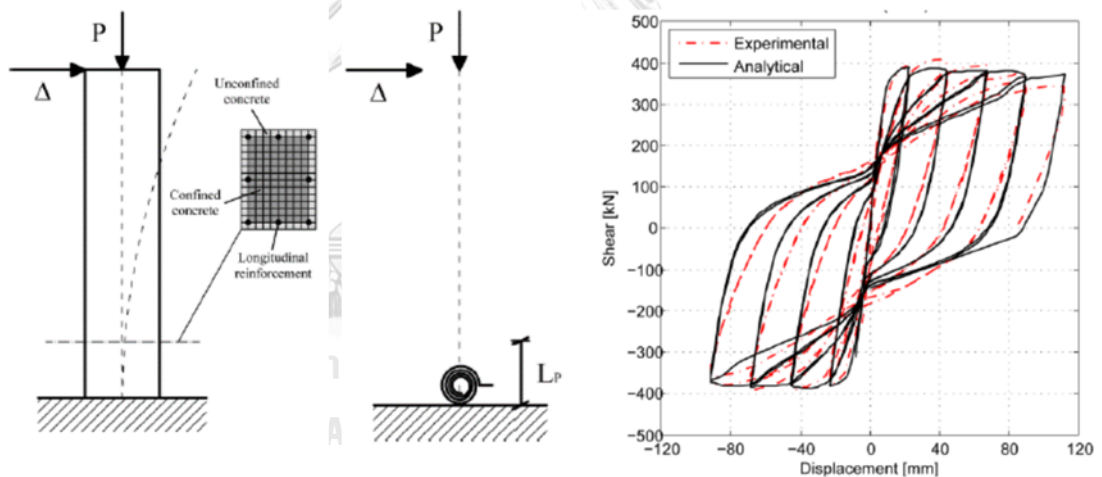 P
Δ
Unconfined
concrete
Confined
concrete
Longitudinal
reinforcement
P
Δ
LP
500
400
300
200
100
0
−100
−200
−300
−400
−500
Shear [kN]
Experimental
Analytical
−120 −80 −40 0 40 80 120
Displacement [mm]